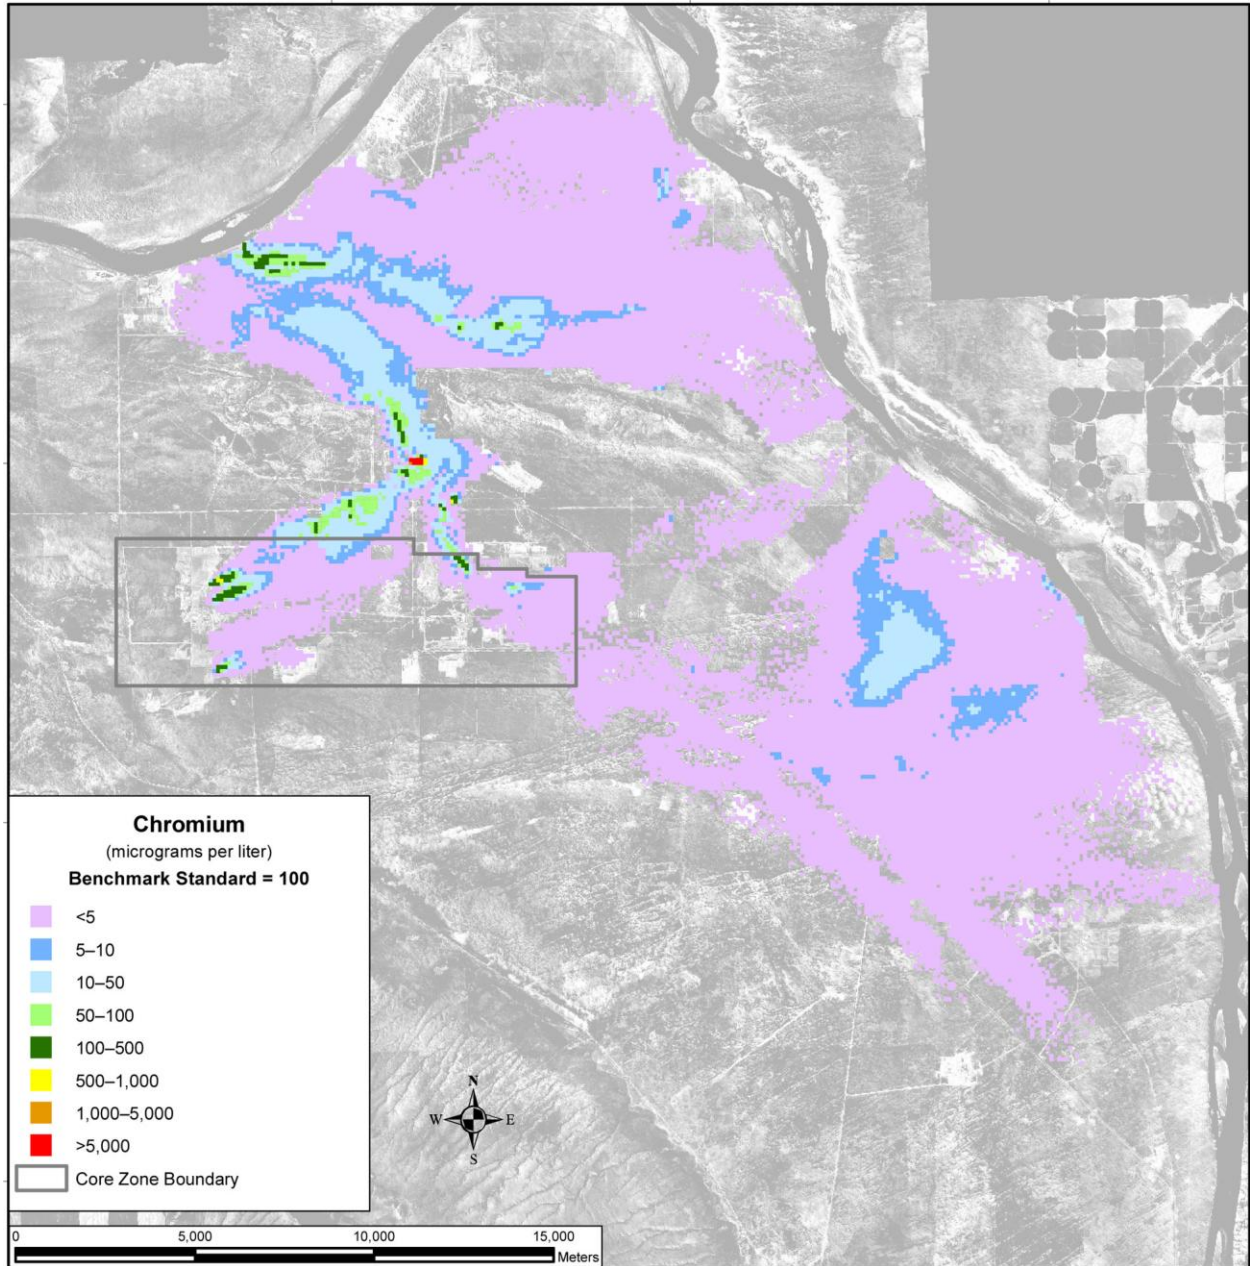 Chromium
(micrograms per liter)
Benchmark Standard = 100
<5
5–10
10–50
50–100
100–500
500–1,000
1,000–5,000
>5,000
Core Zone Boundary
N
W E
S
0 5,000 10,000 15,000
Meters